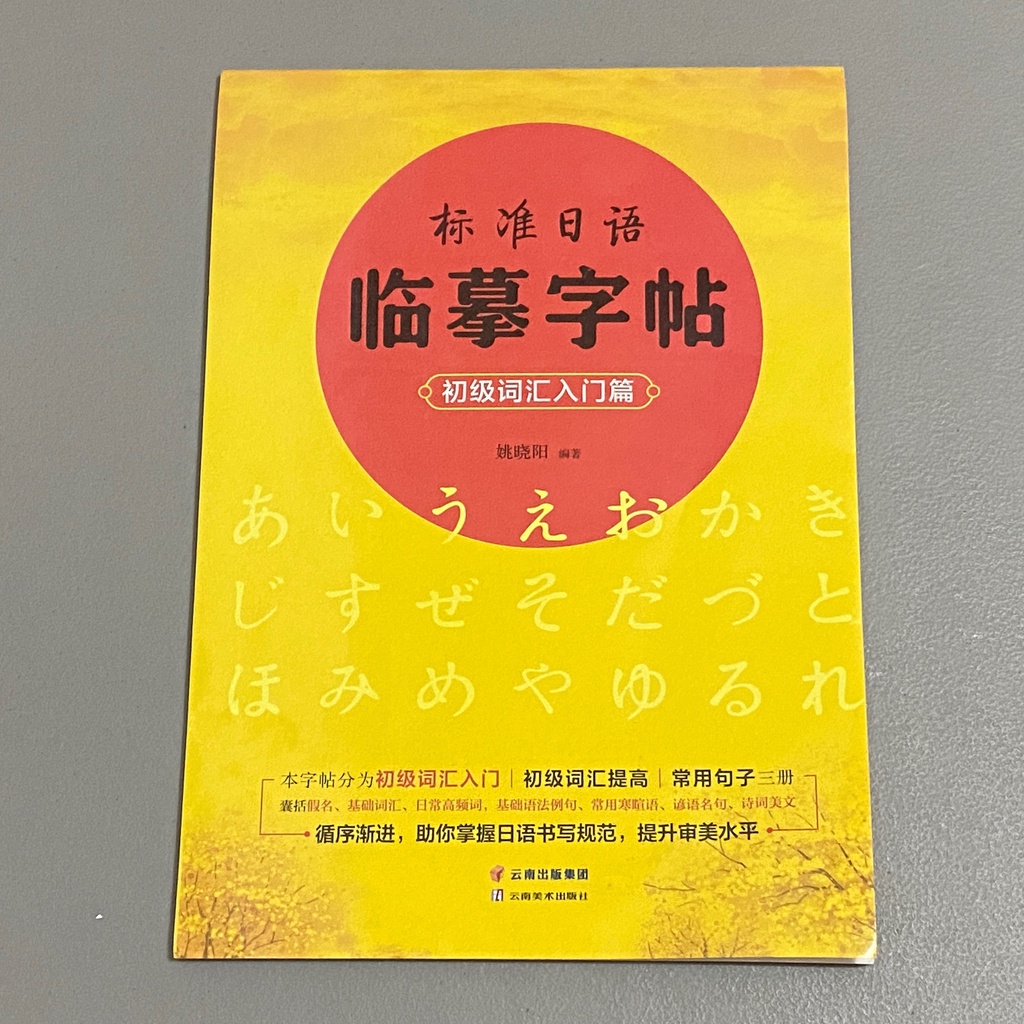 标准日语
临摹字帖
初级词汇入门篇
姚晓阳 编著
あいうえおかき
じすぜそだづと
ほみめやゆるれ
本字帖分为初级词汇入门｜初级词汇提高｜常用句子三册
囊括假名、基础词汇、日常高频词，基础语法例句、常用寒暄语、谚语名句、诗词美文
循序渐进，助你掌握日语书写规范，提升审美水平
云南出版集团
云南美术出版社